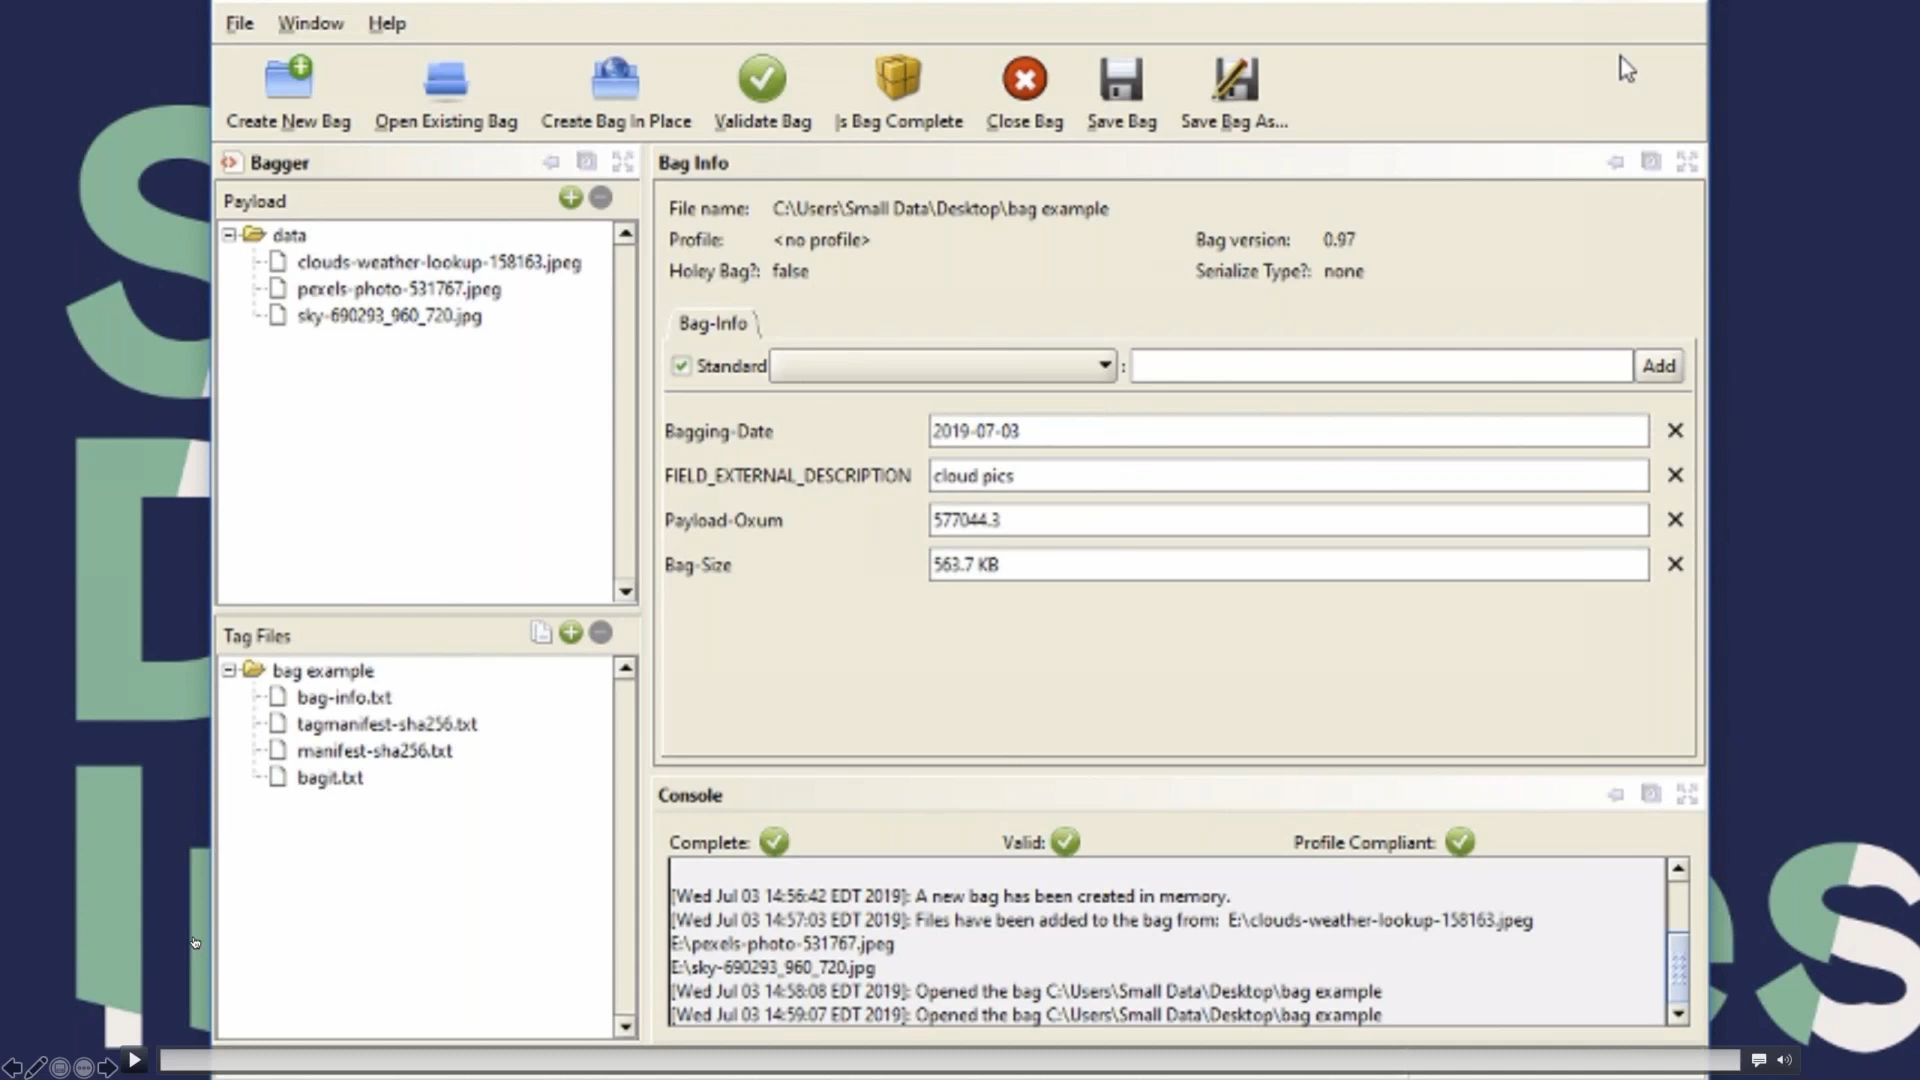 File Window Help
Create New Bag Open Existing Bag Create Bag In Place Validate Bag Is Bag Complete Close Bag Save Bag Save Bag As...
Bagger
Payload
data
clouds-weather-lookup-158163.jpeg
pexels-photo-531767.jpeg
sky-690293_960_720.jpg
Tag Files
bag example
bag-info.txt
tagmanifest-sha256.txt
manifest-sha256.txt
bagit.txt
Bag Info
File name: C:\Users\Small Data\Desktop\bag example
Profile: <no profile> Bag version: 0.97
Holey Bag?: false Serialize Type?: none
Bag-Info
Standard : Add
Bagging-Date 2019-07-03
FIELD_EXTERNAL_DESCRIPTION cloud pics
Payload-Oxum 577044.3
Bag-Size 563.7 KB
Console
Complete: Valid: Profile Compliant:
[Wed Jul 03 14:56:42 EDT 2019]: A new bag has been created in memory.
[Wed Jul 03 14:57:03 EDT 2019]: Files have been added to the bag from: E:\clouds-weather-lookup-158163.jpeg
E:\pexels-photo-531767.jpeg
E:\sky-690293_960_720.jpg
[Wed Jul 03 14:58:08 EDT 2019]: Opened the bag C:\Users\Small Data\Desktop\bag example
[Wed Jul 03 14:59:07 EDT 2019]: Opened the bag C:\Users\Small Data\Desktop\bag example